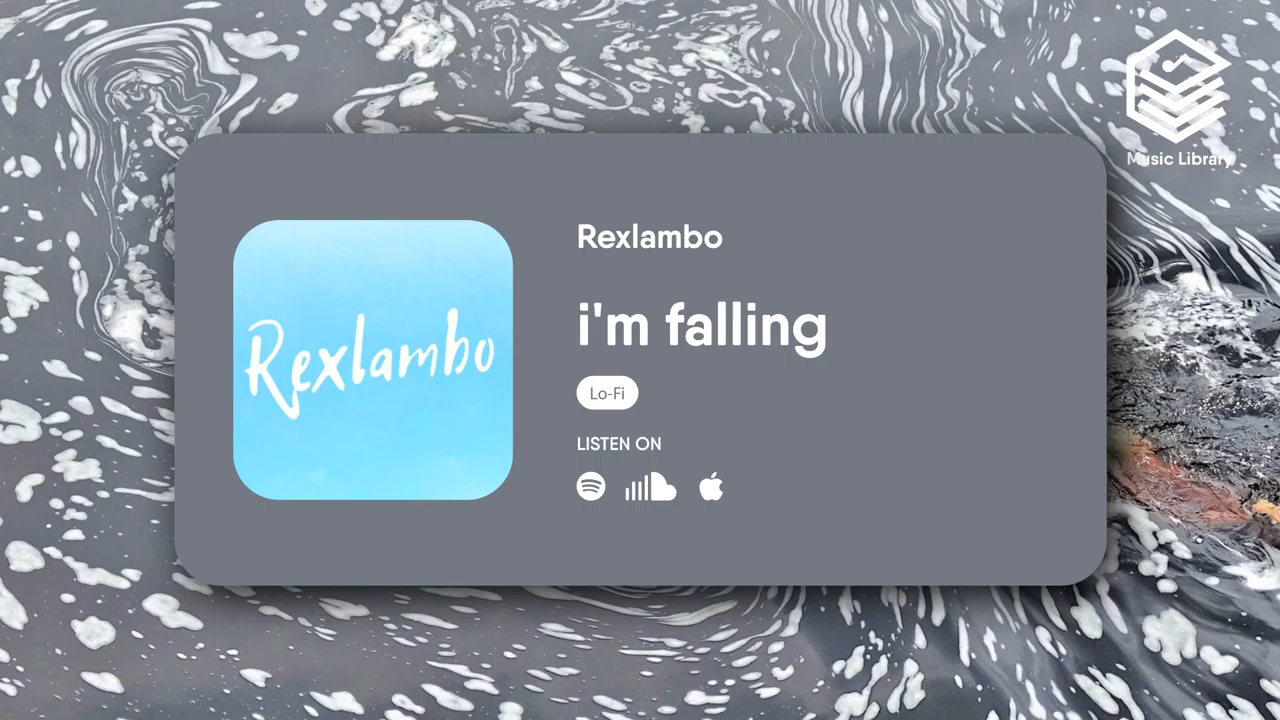 Music Library
Rexlambo
Rexlambo
i'm falling
Lo-Fi
LISTEN ON